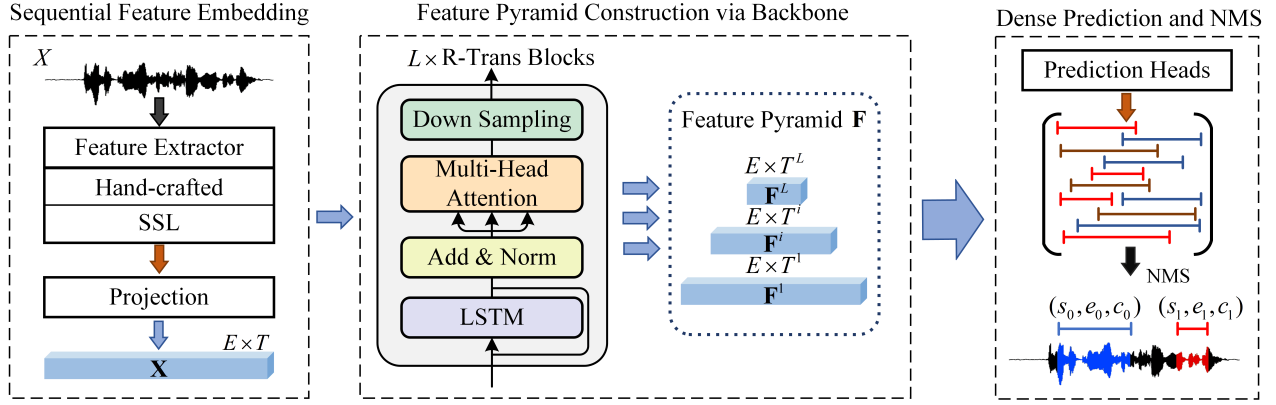 Sequential Feature Embedding
X
Feature Extractor
Hand-crafted
SSL
Projection
E × T
X
Feature Pyramid Construction via Backbone
L × R-Trans Blocks
Down Sampling
Multi-Head
Attention
Add & Norm
LSTM
Feature Pyramid F
E × T^L
F^L
E × T^i
F^i
E × T^1
F^1
Dense Prediction and NMS
Prediction Heads
NMS
(s₀, e₀, c₀) (s₁, e₁, c₁)